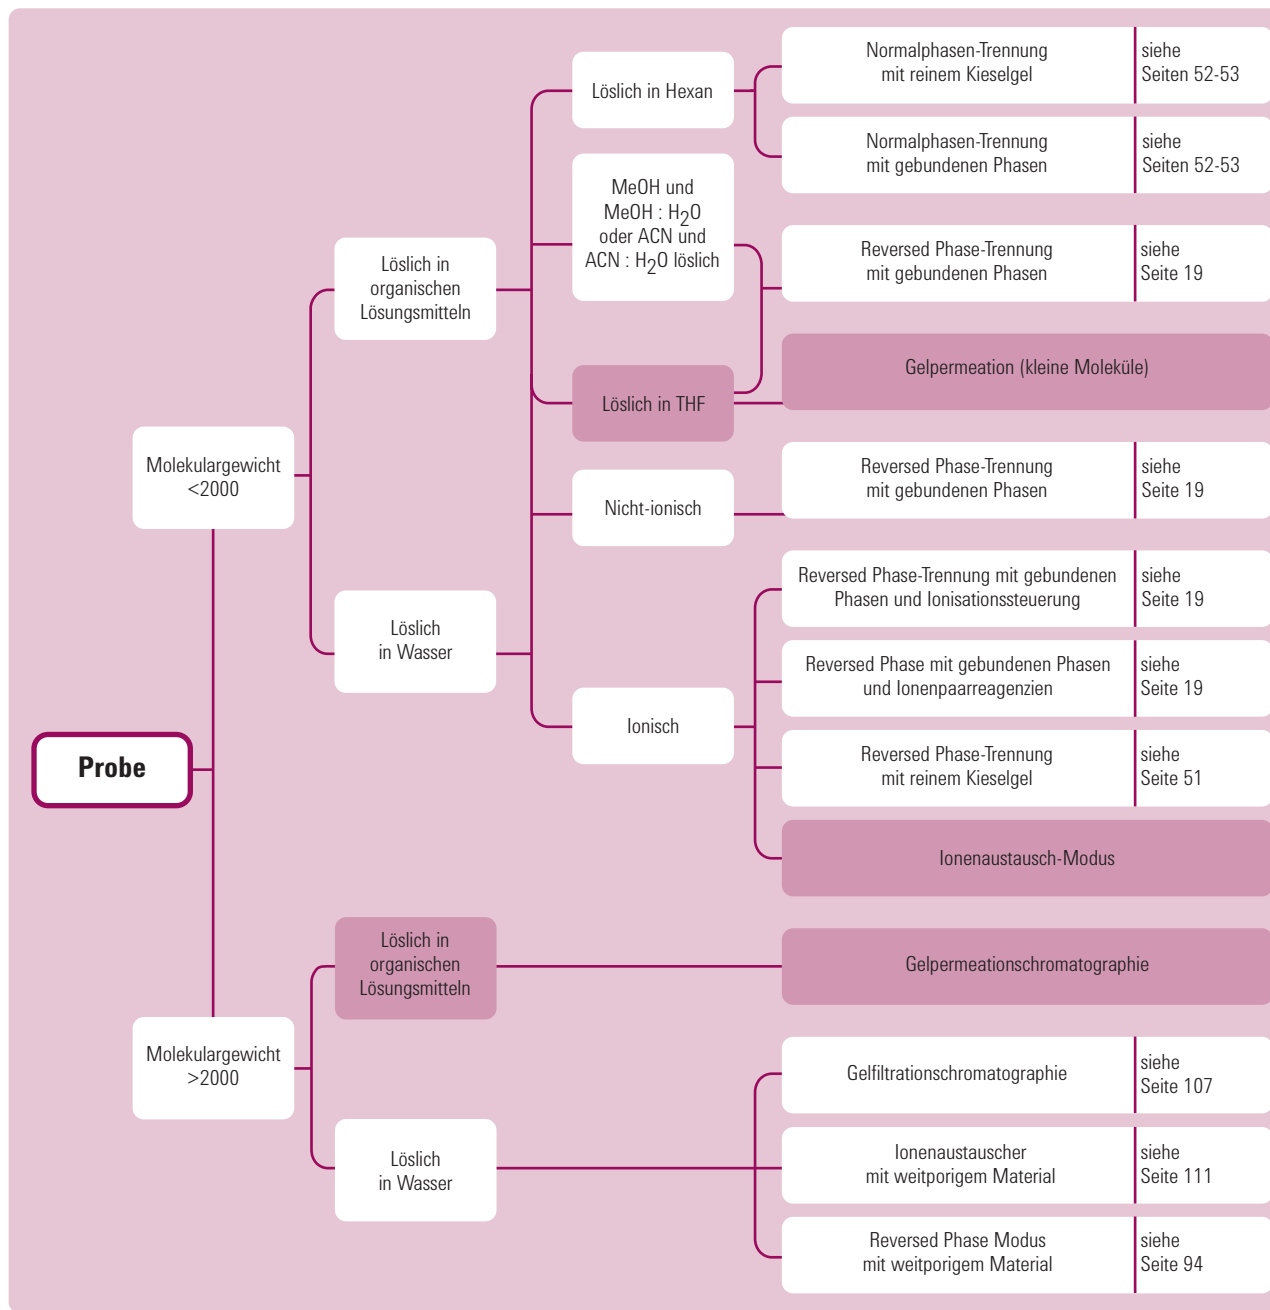 Probe
Molekulargewicht
<2000
Löslich in
organischen
Lösungsmitteln
Löslich in Hexan
Normalphasen-Trennung
mit reinem Kieselgel
siehe
Seiten 52-53
Normalphasen-Trennung
mit gebundenen Phasen
siehe
Seiten 52-53
MeOH und
MeOH : H2O
oder ACN und
ACN : H2O löslich
Reversed Phase-Trennung
mit gebundenen Phasen
siehe
Seite 19
Löslich in THF
Gelpermeation (kleine Moleküle)
Löslich
in Wasser
Nicht-ionisch
Reversed Phase-Trennung
mit gebundenen Phasen
siehe
Seite 19
Ionisch
Reversed Phase-Trennung mit gebundenen
Phasen und Ionisationssteuerung
siehe
Seite 19
Reversed Phase mit gebundenen Phasen
und Ionenpaarreagenzien
siehe
Seite 19
Reversed Phase-Trennung
mit reinem Kieselgel
siehe
Seite 51
Ionenaustausch-Modus
Molekulargewicht
>2000
Löslich in
organischen
Lösungsmitteln
Gelpermeationschromatographie
Löslich
in Wasser
Gelfiltrationschromatographie
siehe
Seite 107
Ionenaustauscher
mit weitporigem Material
siehe
Seite 111
Reversed Phase Modus
mit weitporigem Material
siehe
Seite 94